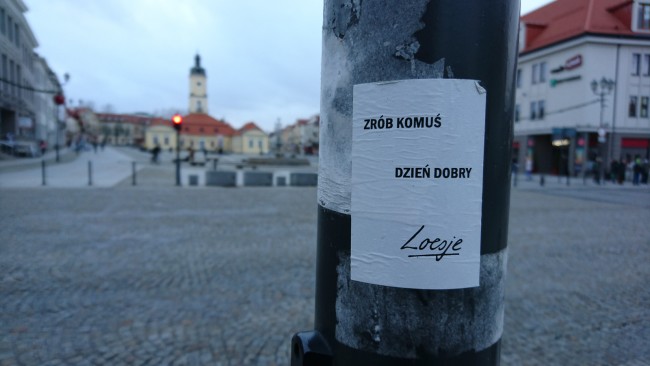 ZRÓB KOMUŚ
DZIEŃ DOBRY
Loesje